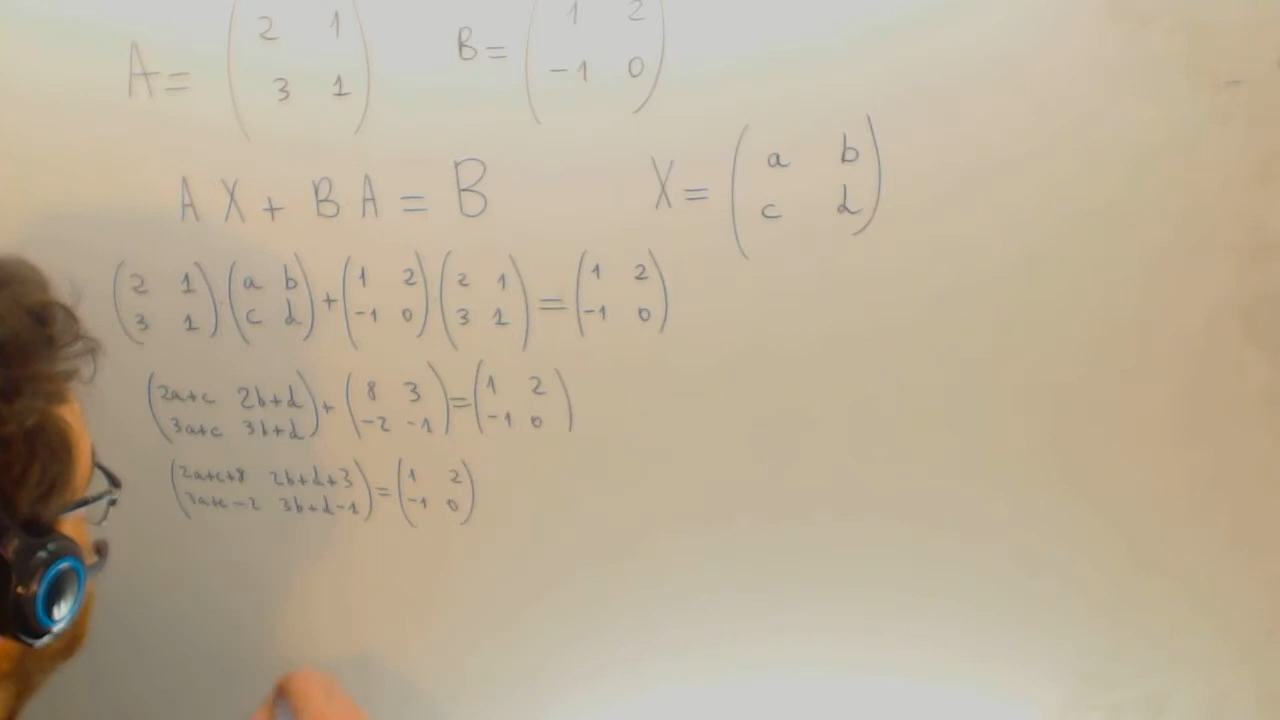 A = ( 2 1 ; 3 1 ) B = ( 1 2 ; -1 0 )
A X + B A = B X = ( a b ; c d )
( 2 1 ; 3 1 ) ( a b ; c d ) + ( 1 2 ; -1 0 ) ( 2 1 ; 3 1 ) = ( 1 2 ; -1 0 )
( 2a+c 2b+d ; 3a+c 3b+d ) + ( 8 3 ; -2 -1 ) = ( 1 2 ; -1 0 )
( 2a+c+8 2b+d+3 ; 3a+c-2 3b+d-1 ) = ( 1 2 ; -1 0 )